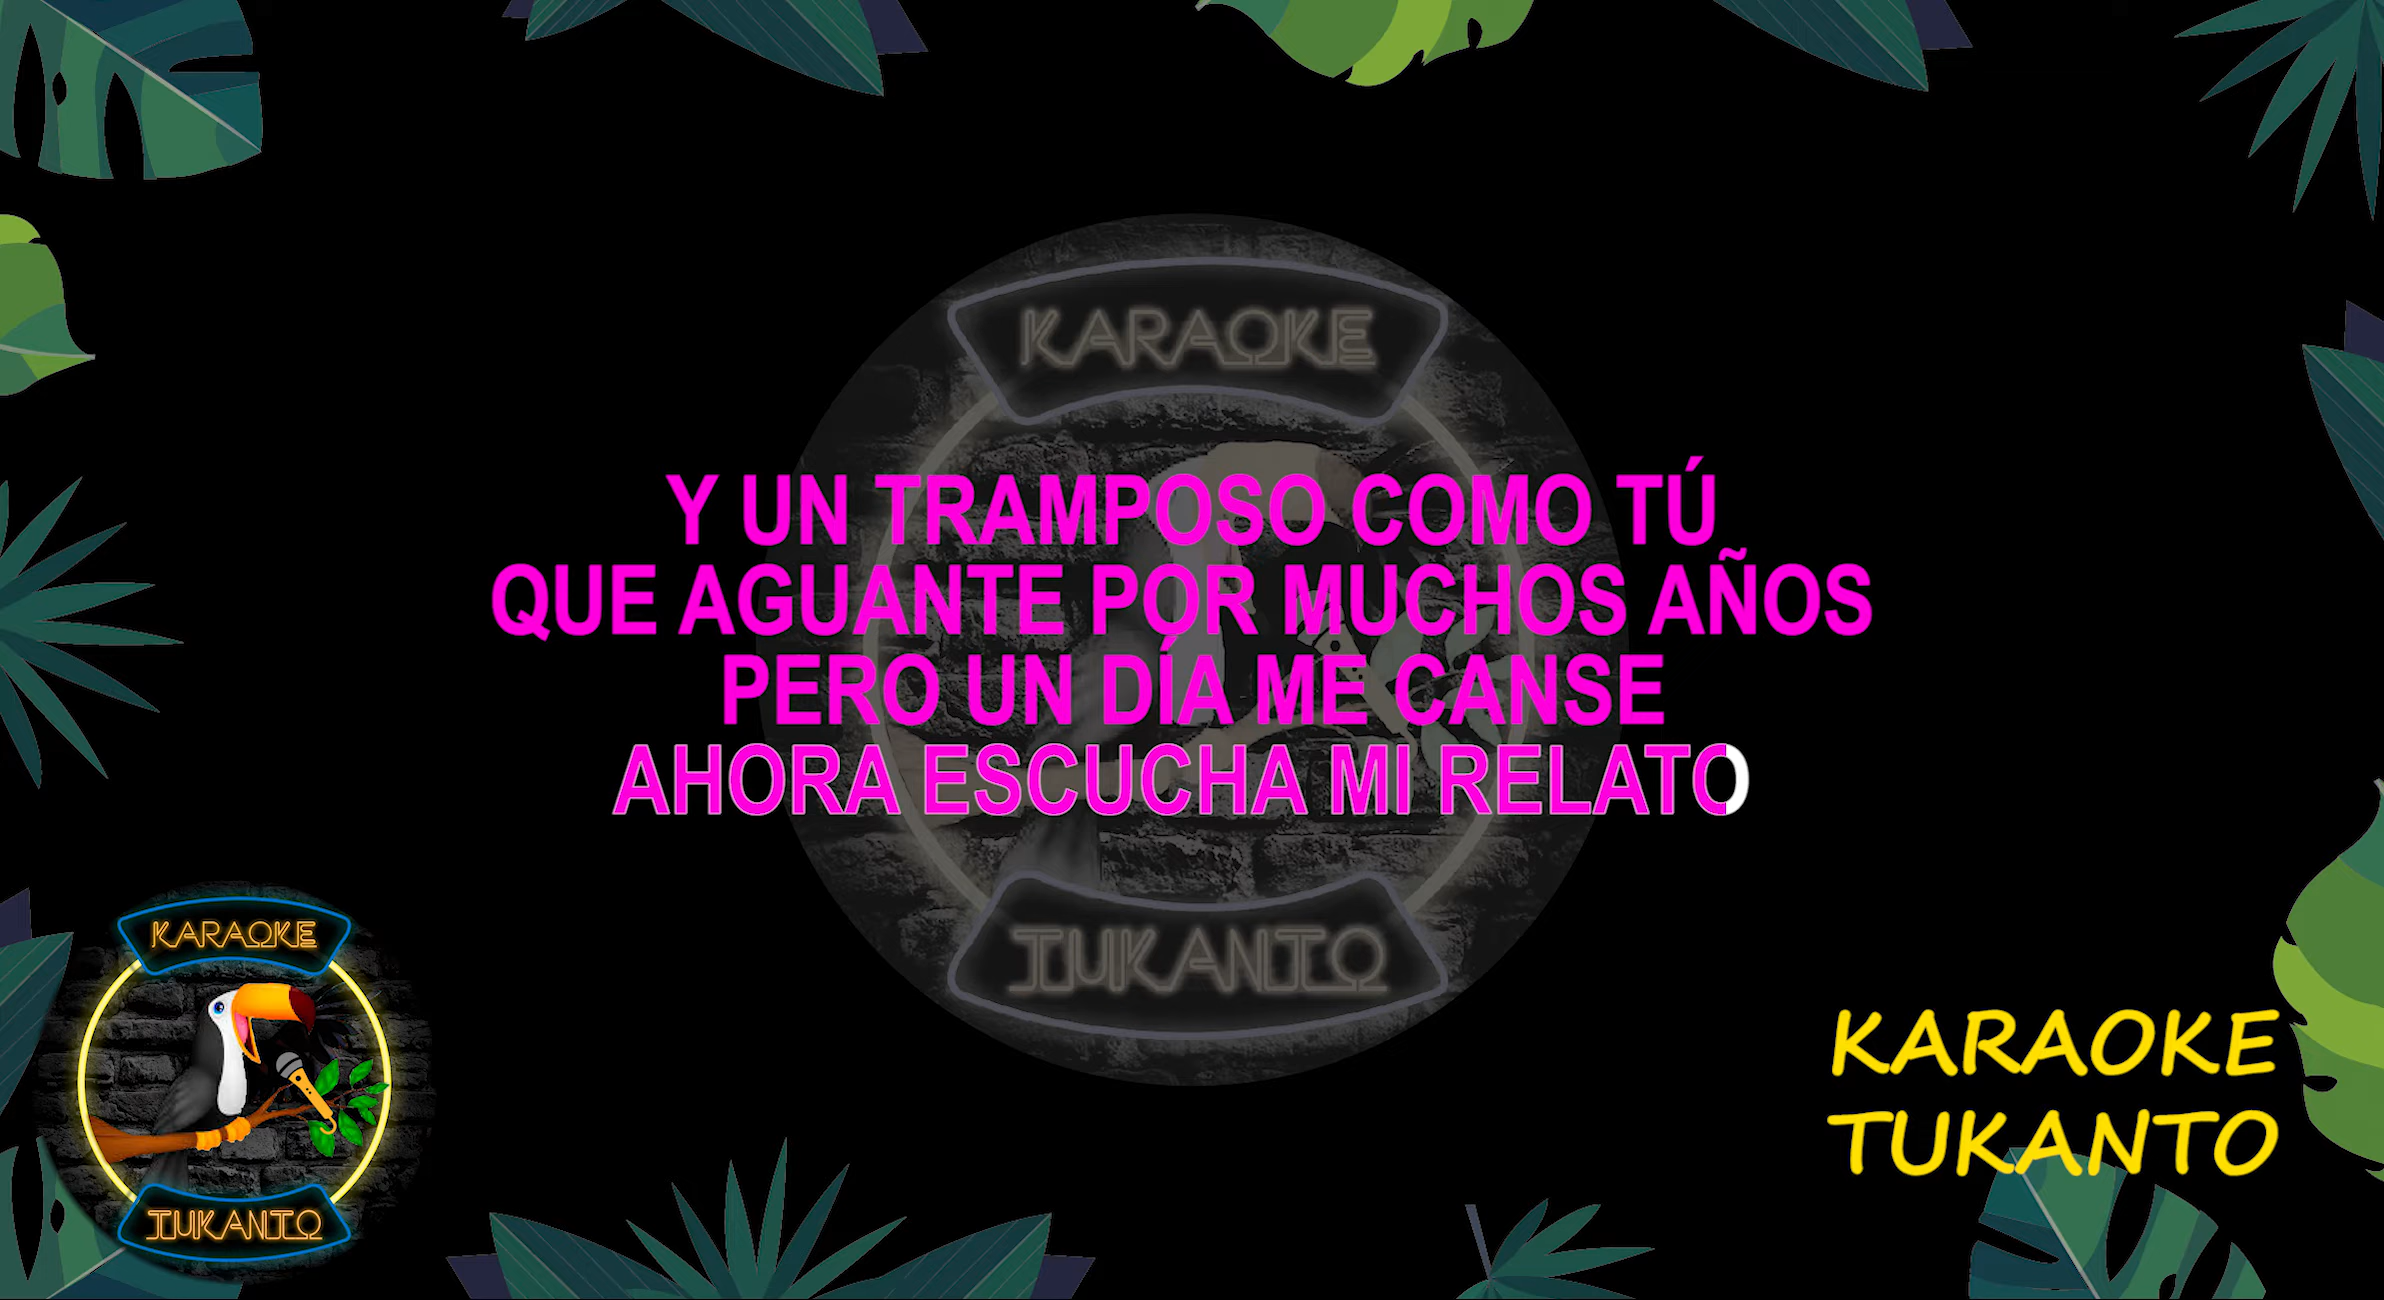 KARAOKE
Y UN TRAMPOSO COMO TÚ
QUE AGUANTE POR MUCHOS AÑOS
PERO UN DÍA ME CANSE
AHORA ESCUCHA MI RELATO
TUKANTO
KARAOKE
TUKANTO
KARAOKE
TUKANTO